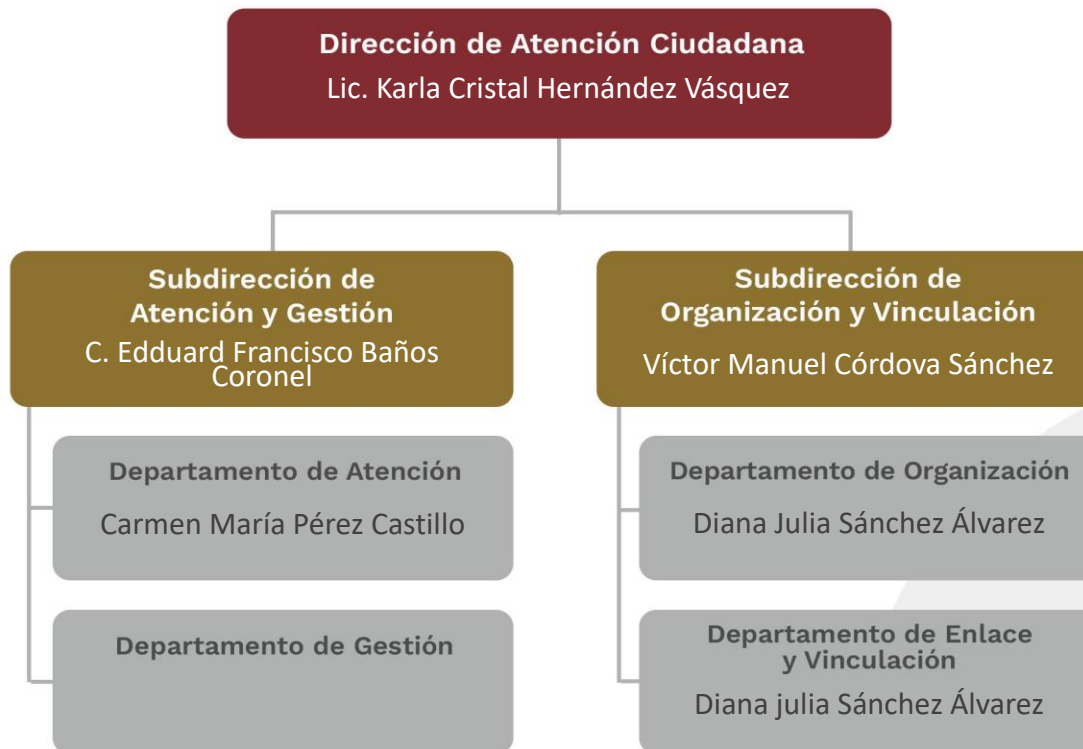 Dirección de Atención Ciudadana
Lic. Karla Cristal Hernández Vásquez
Subdirección de
Atención y Gestión
C. Edduard Francisco Baños
Coronel
Departamento de Atención
Carmen María Pérez Castillo
Departamento de Gestión
Subdirección de
Organización y Vinculación
Víctor Manuel Córdova Sánchez
Departamento de Organización
Diana Julia Sánchez Álvarez
Departamento de Enlace
y Vinculación
Diana julia Sánchez Álvarez